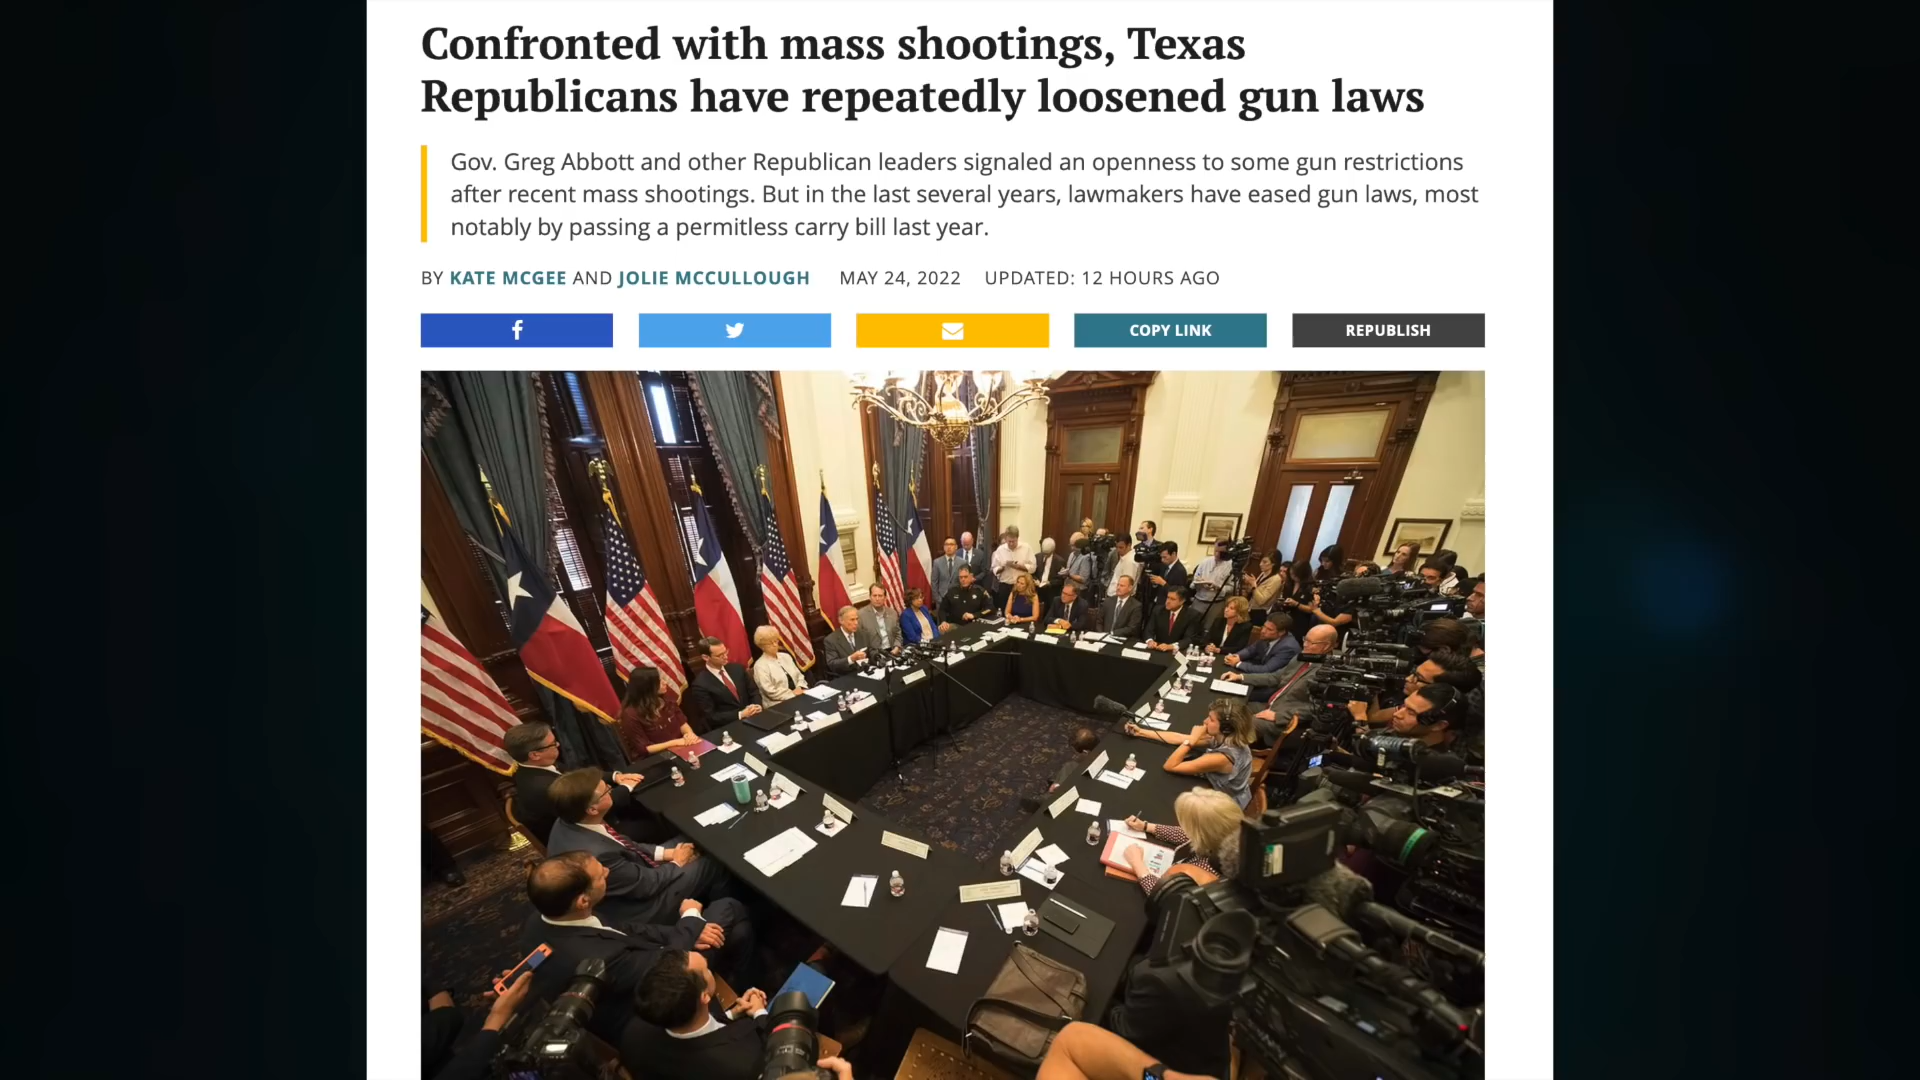 Confronted with mass shootings, Texas
Republicans have repeatedly loosened gun laws
Gov. Greg Abbott and other Republican leaders signaled an openness to some gun restrictions
after recent mass shootings. But in the last several years, lawmakers have eased gun laws, most
notably by passing a permitless carry bill last year.
BY KATE MCGEE AND JOLIE MCCULLOUGH MAY 24, 2022 UPDATED: 12 HOURS AGO
COPY LINK
REPUBLISH